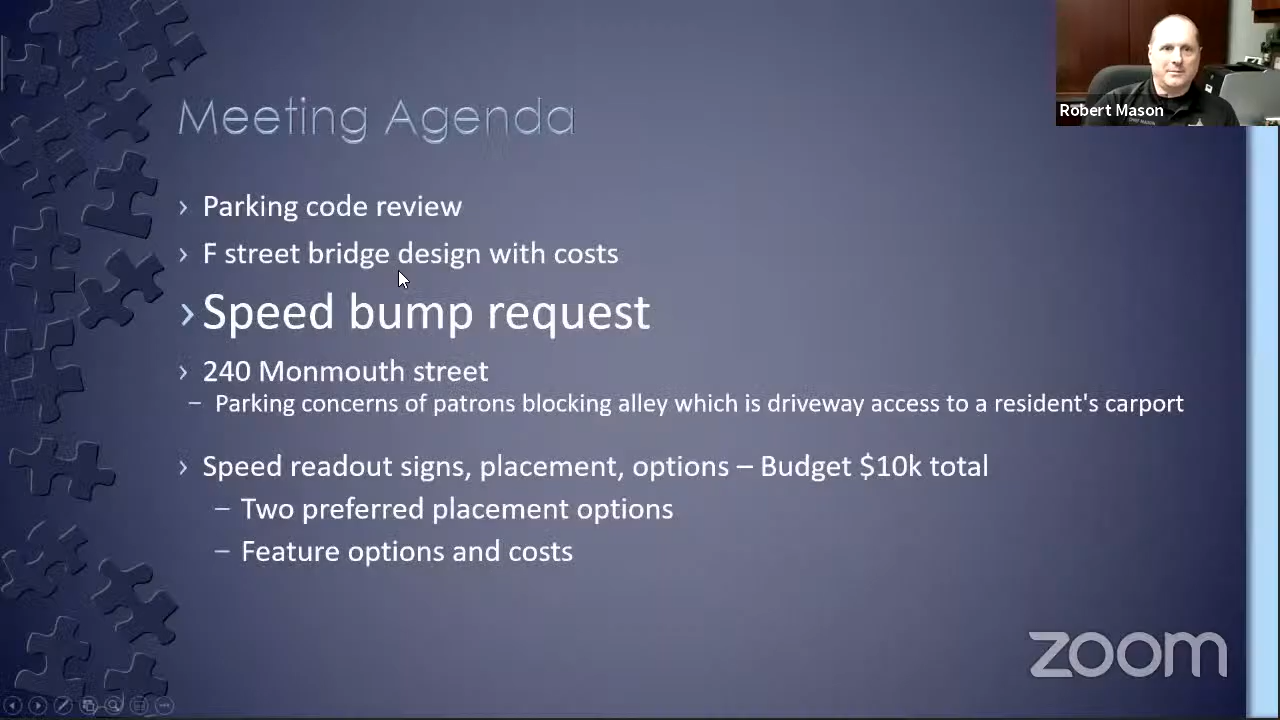 Robert Mason
Meeting Agenda
› Parking code review
› F street bridge design with costs
› Speed bump request
› 240 Monmouth street
– Parking concerns of patrons blocking alley which is driveway access to a resident's carport
› Speed readout signs, placement, options – Budget $10k total
– Two preferred placement options
– Feature options and costs
zoom